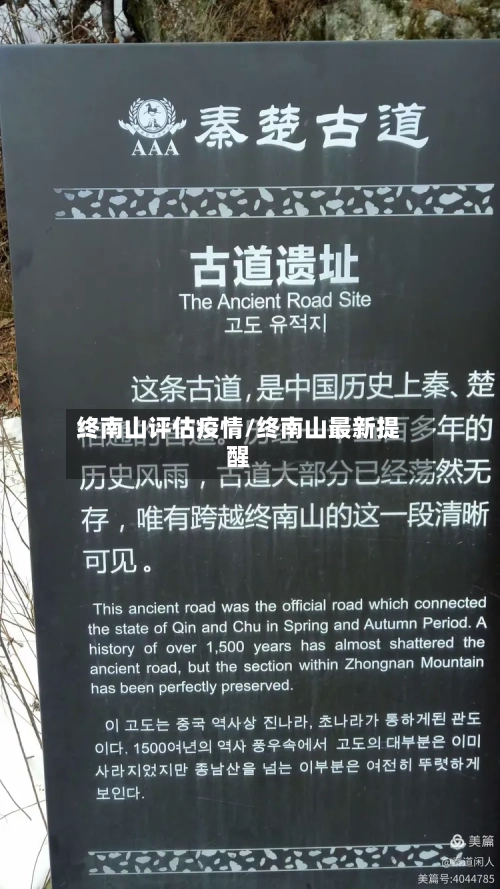 AAA
秦楚古道
古道遗址
The Ancient Road Site
고도 유적지
这条古道，是中国历史上秦、楚
多年的
终南山评估疫情/终南山最新提
醒
历史风雨，古道大部分已经荡然无
存，唯有跨越终南山的这一段清晰
可见。
This ancient road was the official road which connected
the state of Qin and Chu in Spring and Autumn Period. A
history of over 1,500 years has almost shattered the
ancient road, but the section within Zhongnan Mountain
has been perfectly preserved.
이 고도는 중국 역사상 진나라, 초나라가 통하게된 관도
이다. 1500여년의 역사 풍우속에서 고도의 대부분은 이미
사라지었지만 종남산을 넘는 이부분은 여전히 뚜렷하게
보인다.
美篇
道闲人
美篇号:4044785